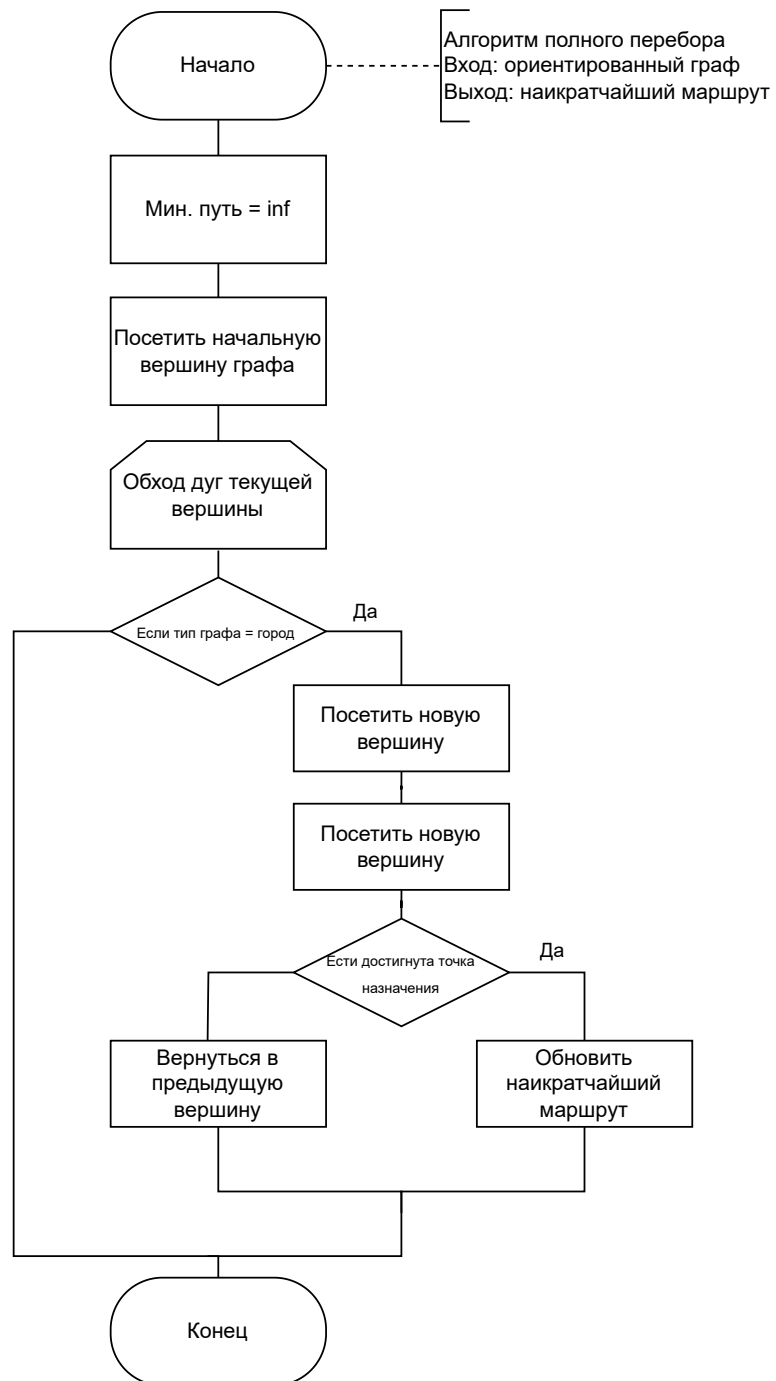 Начало
Алгоритм полного перебора
Вход: ориентированный граф
Выход: наикратчайший маршрут
Мин. путь = inf
Посетить начальную
вершину графа
Обход дуг текущей
вершины
Если тип графа = город
Да
Посетить новую
вершину
Посетить новую
вершину
Ести достигнута точка
назначения
Да
Вернуться в
предыдущую
вершину
Обновить
наикратчайший
маршрут
Конец